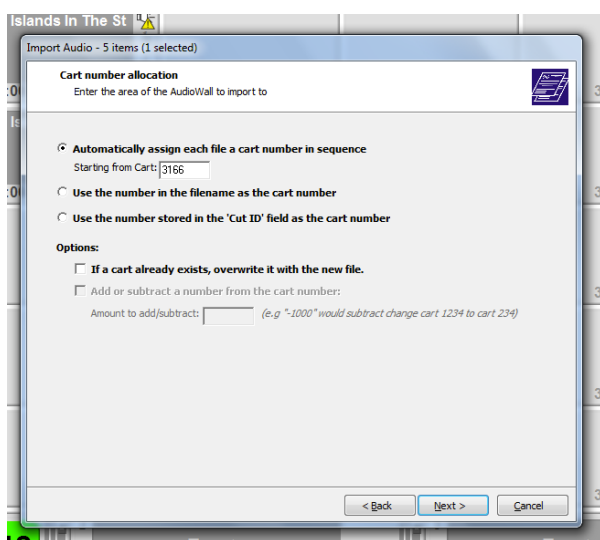 Islands In The St
Import Audio - 5 items (1 selected)
Cart number allocation
Enter the area of the AudioWall to import to
Automatically assign each file a cart number in sequence
Starting from Cart: 3166
Use the number in the filename as the cart number
Use the number stored in the 'Cut ID' field as the cart number
Options:
If a cart already exists, overwrite it with the new file.
Add or subtract a number from the cart number:
Amount to add/subtract: (e.g "-1000" would subtract change cart 1234 to cart 234)
< Back Next > Cancel